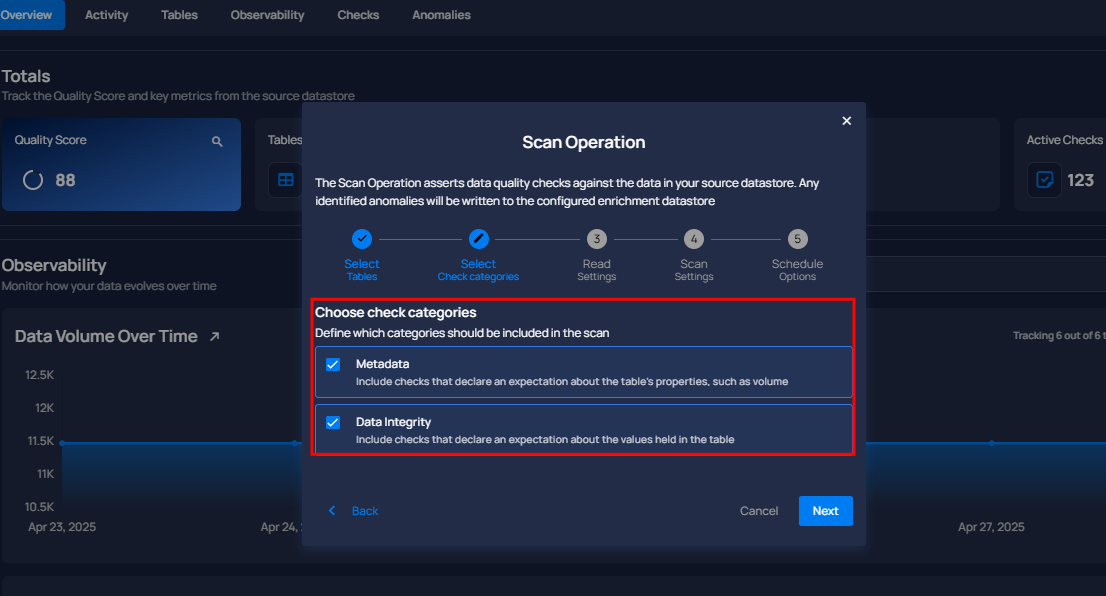 Overview Activity Tables Observability Checks Anomalies
Totals
Track the Quality Score and key metrics from the source datastore
Quality Score
88
Tables
Active Checks
123
Observability
Monitor how your data evolves over time
Data Volume Over Time
Tracking 6 out of 6
12.5K
12K
11.5K
11K
10.5K
Apr 23, 2025
Apr 24,
Apr 27, 2025
Scan Operation
The Scan Operation asserts data quality checks against the data in your source datastore. Any
identified anomalies will be written to the configured enrichment datastore
Select
Tables
Select
Check categories
3
Read
Settings
4
Scan
Settings
5
Schedule
Options
Choose check categories
Define which categories should be included in the scan
Metadata
Include checks that declare an expectation about the table's properties, such as volume
Data Integrity
Include checks that declare an expectation about the values held in the table
Back
Cancel
Next